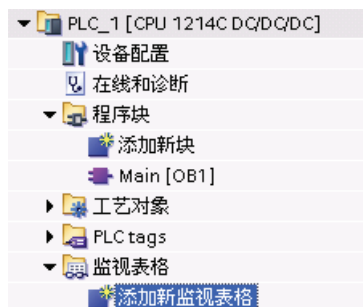 PLC_1 [CPU 1214C DC/DC/DC]
设备配置
在线和诊断
程序块
添加新块
Main [OB1]
工艺对象
PLC tags
监视表格
添加新监视表格